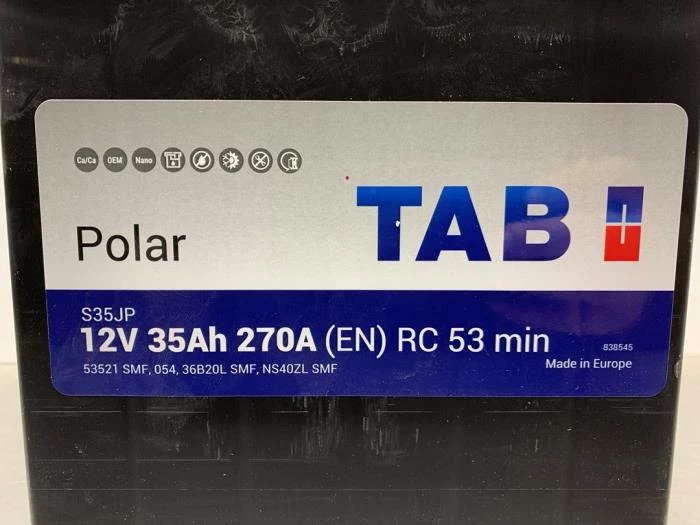 Ca/Ca OEM Nano
TAB
Polar
S35JP
12V 35Ah 270A (EN) RC 53 min
838545
53521 SMF, 054, 36B20L SMF, NS40ZL SMF
Made in Europe